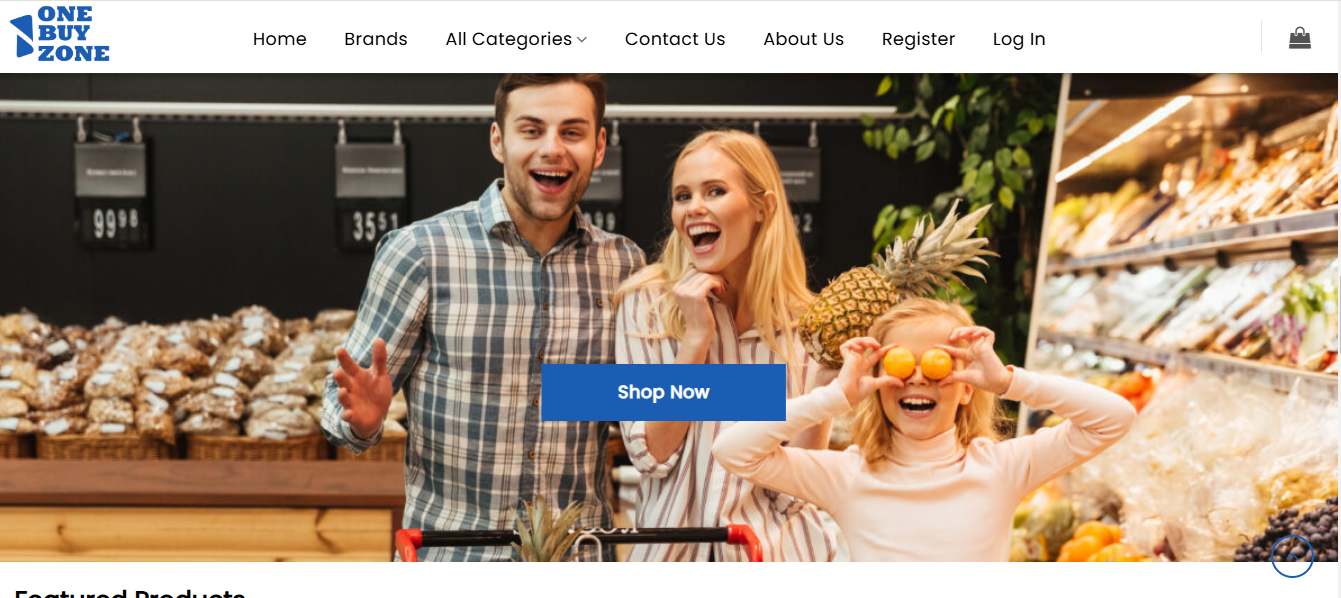 ONE
BUY
ZONE
Home
Brands
All Categories
Contact Us
About Us
Register
Log In
99 98
35 51
Shop Now
Featured Products